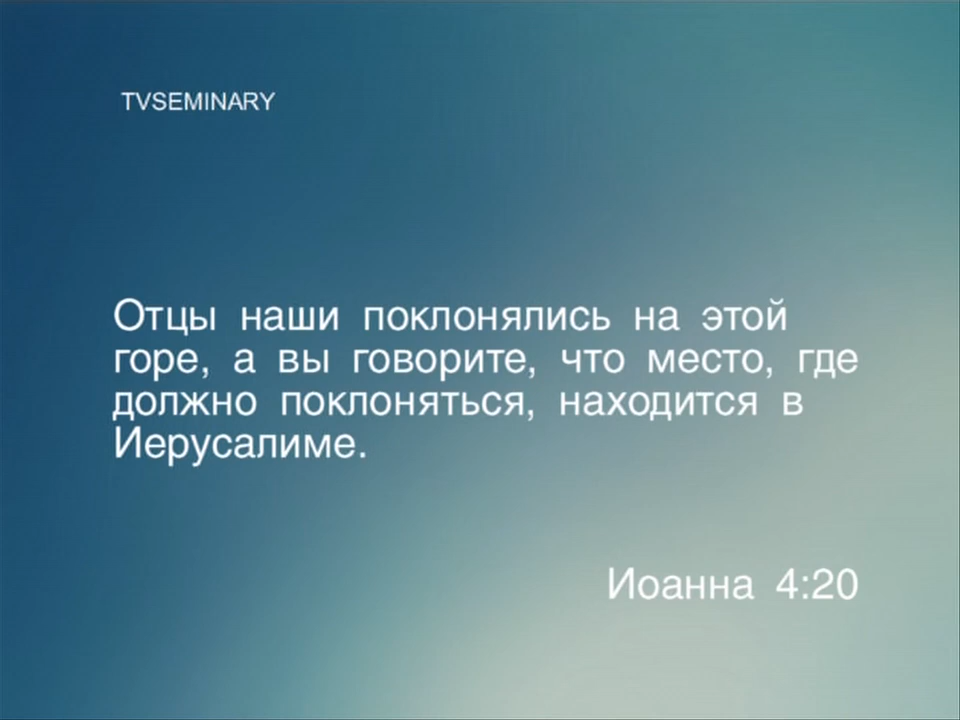 TVSEMINARY
Отцы наши поклонялись на этой
горе, а вы говорите, что место, где
должно поклоняться, находится в
Иерусалиме.
Иоанна 4:20